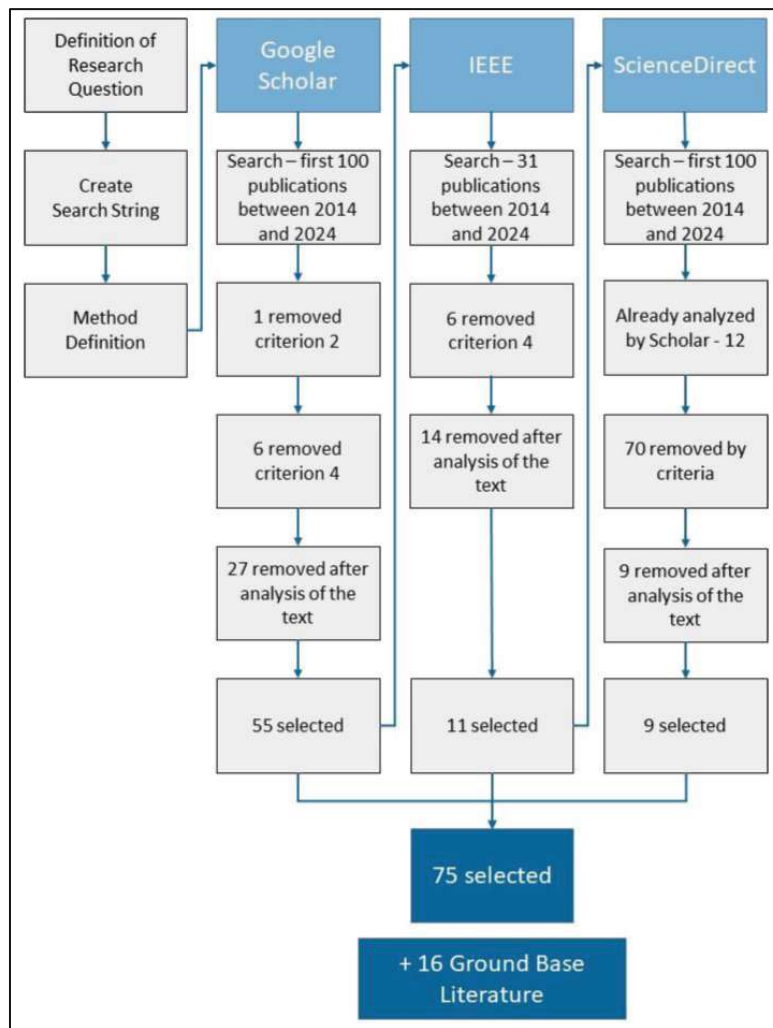 Definition of
Research
Question
Create
Search String
Method
Definition
Google
Scholar
Search – first 100
publications
between 2014
and 2024
1 removed
criterion 2
6 removed
criterion 4
27 removed after
analysis of the
text
55 selected
IEEE
Search – 31
publications
between 2014
and 2024
6 removed
criterion 4
14 removed after
analysis of the
text
11 selected
ScienceDirect
Search – first 100
publications
between 2014
and 2024
Already analyzed
by Scholar - 12
70 removed by
criteria
9 removed after
analysis of the
text
9 selected
75 selected
+ 16 Ground Base
Literature